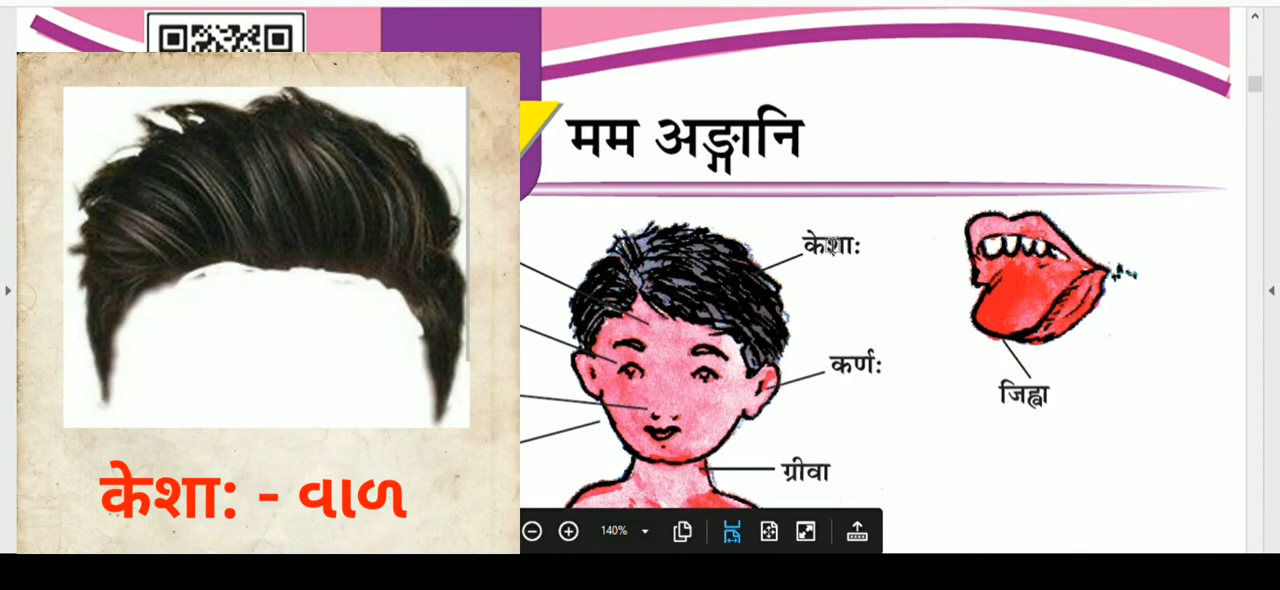 मम अङ्गानि
केशाः
कर्णः
जिह्वा
ग्रीवा
केशाः - વાળ
140%